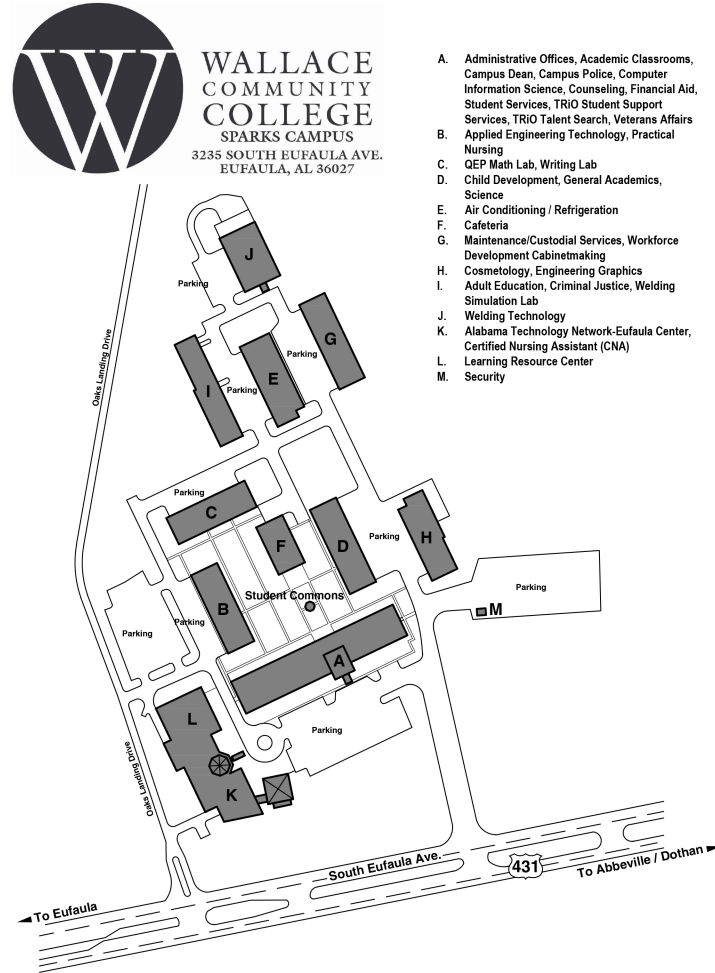 W
WALLACE
COMMUNITY
COLLEGE
SPARKS CAMPUS
3235 SOUTH EUFAULA AVE.
EUFAULA, AL 36027
A. Administrative Offices, Academic Classrooms,
Campus Dean, Campus Police, Computer
Information Science, Counseling, Financial Aid,
Student Services, TRiO Student Support
Services, TRiO Talent Search, Veterans Affairs
B. Applied Engineering Technology, Practical
Nursing
C. QEP Math Lab, Writing Lab
D. Child Development, General Academics,
Science
E. Air Conditioning / Refrigeration
F. Cafeteria
G. Maintenance/Custodial Services, Workforce
Development Cabinetmaking
H. Cosmetology, Engineering Graphics
I. Adult Education, Criminal Justice, Welding
Simulation Lab
J. Welding Technology
K. Alabama Technology Network-Eufaula Center,
Certified Nursing Assistant (CNA)
L. Learning Resource Center
M. Security
J
Parking
G
Oaks Landing Drive
Parking
E
I
Parking
Parking
C
H
Parking
D
F
Parking
Student Commons
B
M
Parking
Parking
A
L
Parking
Oaks Landing Drive
K
South Eufaula Ave.
431
To Abbeville / Dothan
To Eufaula